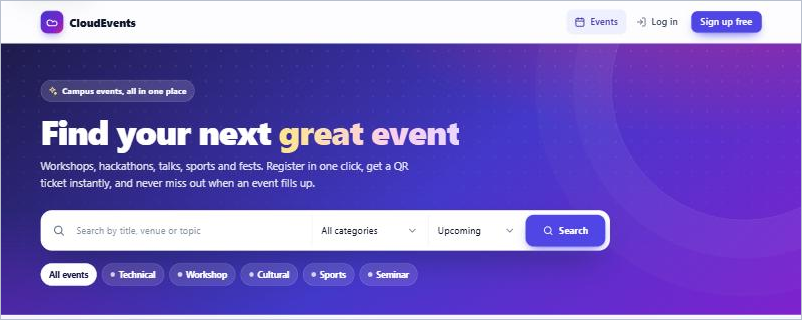 CloudEvents
Events
Log in
Sign up free
Campus events, all in one place
Find your next great event
Workshops, hackathons, talks, sports and fests. Register in one click, get a QR
ticket instantly, and never miss out when an event fills up.
Search by title, venue or topic
All categories
Upcoming
Search
All events
Technical
Workshop
Cultural
Sports
Seminar